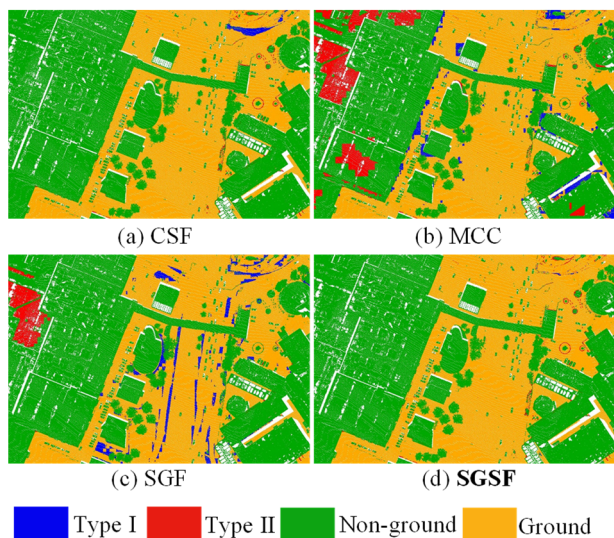 (a) CSF
(b) MCC
(c) SGF
(d) SGSF
Type I
Type II
Non-ground
Ground